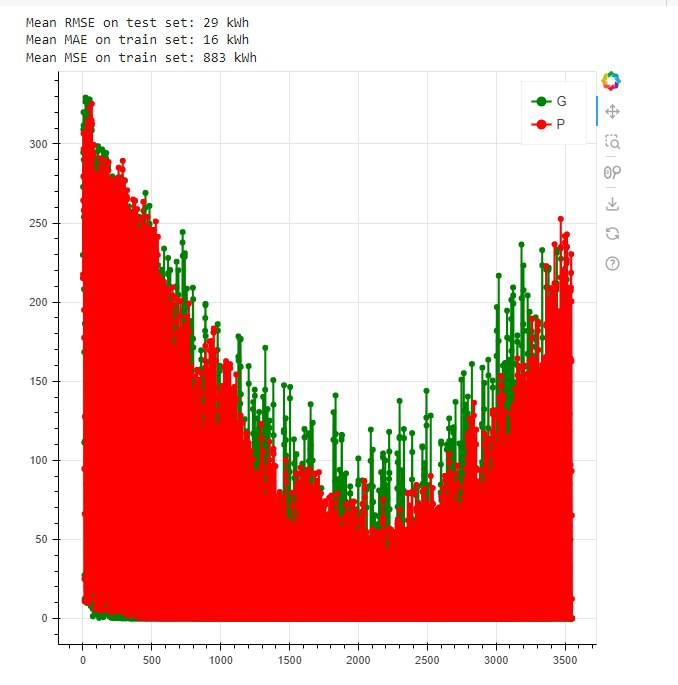 Mean RMSE on test set: 29 kWh
Mean MAE on train set: 16 kWh
Mean MSE on train set: 883 kWh
G
P
300
250
200
150
100
50
0
0 500 1000 1500 2000 2500 3000 3500